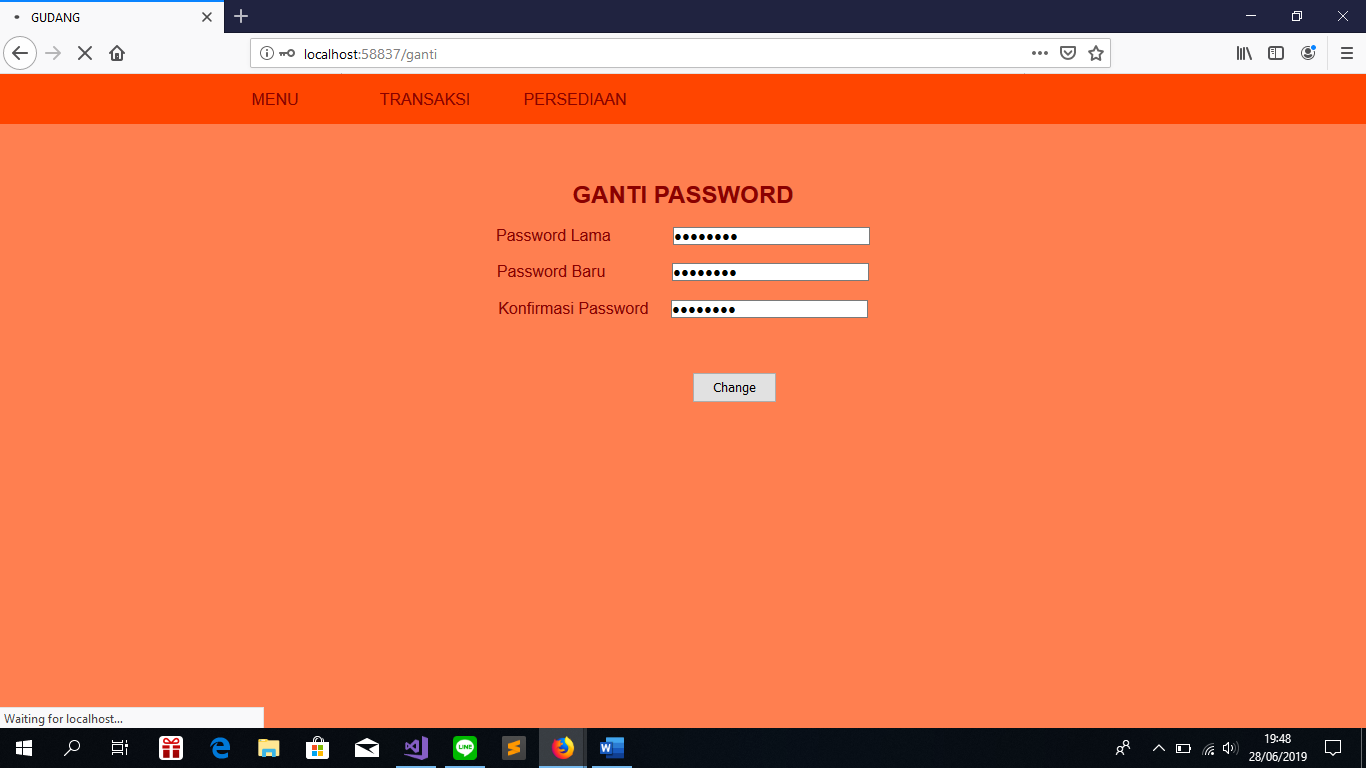 GUDANG
localhost:58837/ganti
MENU TRANSAKSI PERSEDIAAN
GANTI PASSWORD
Password Lama
Password Baru
Konfirmasi Password
Change
Waiting for localhost...
LINE
19:48
28/06/2019